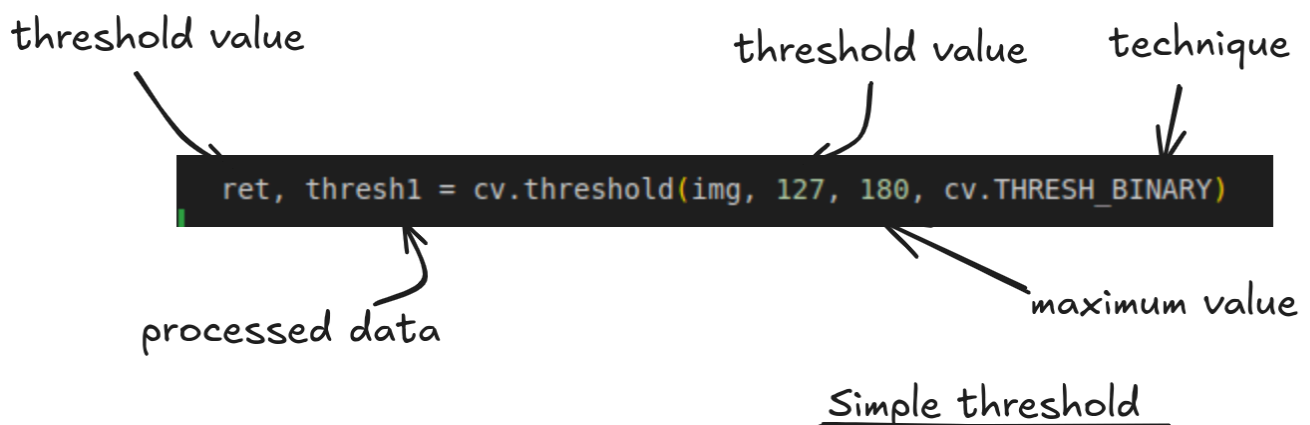 threshold value
threshold value
technique
ret, thresh1 = cv.threshold(img, 127, 180, cv.THRESH_BINARY)
processed data
maximum value
Simple threshold